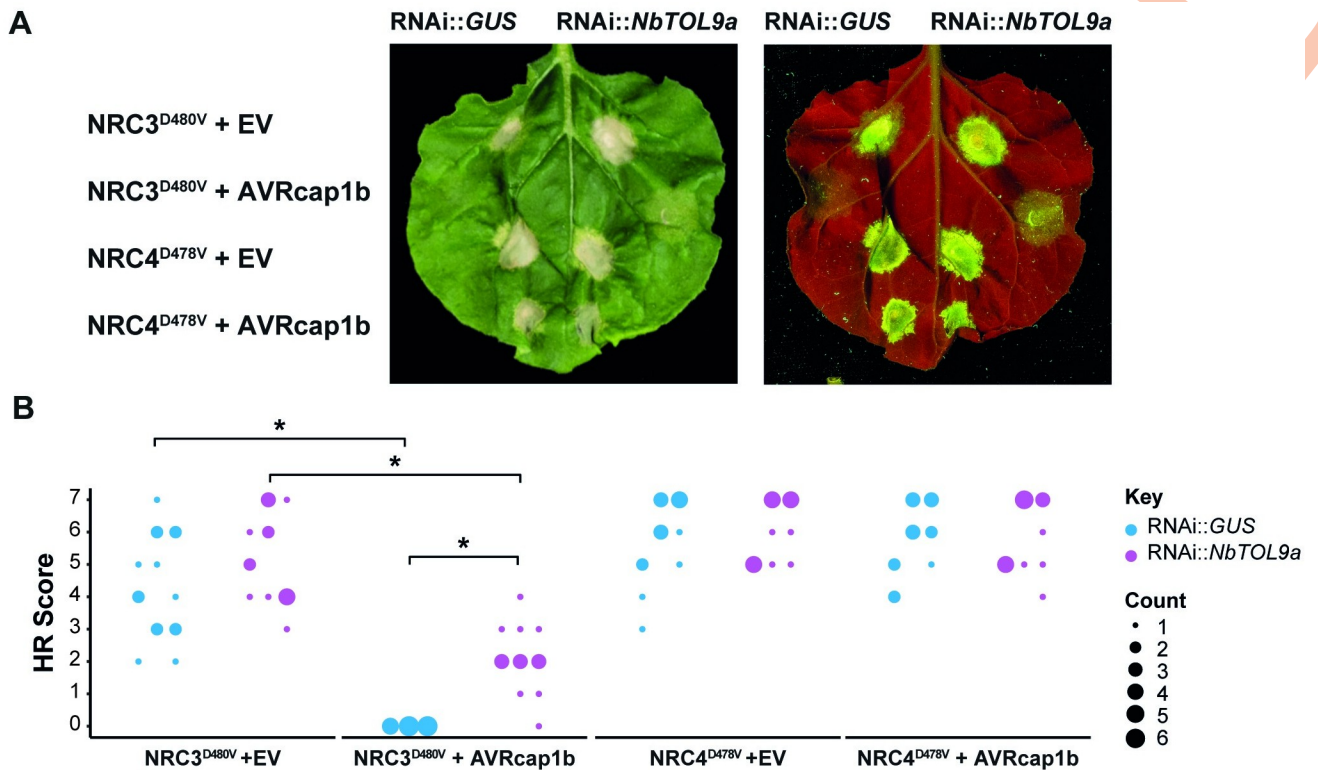 A
RNAi::GUS RNAi::NbTOL9a RNAi::GUS RNAi::NbTOL9a
NRC3D480V + EV
NRC3D480V + AVRcap1b
NRC4D478V + EV
NRC4D478V + AVRcap1b
B
*
*
*
HR Score
7
6
5
4
3
2
1
0
NRC3D480V +EV NRC3D480V + AVRcap1b NRC4D478V +EV NRC4D478V + AVRcap1b
Key
RNAi::GUS
RNAi::NbTOL9a
Count
1
2
3
4
5
6